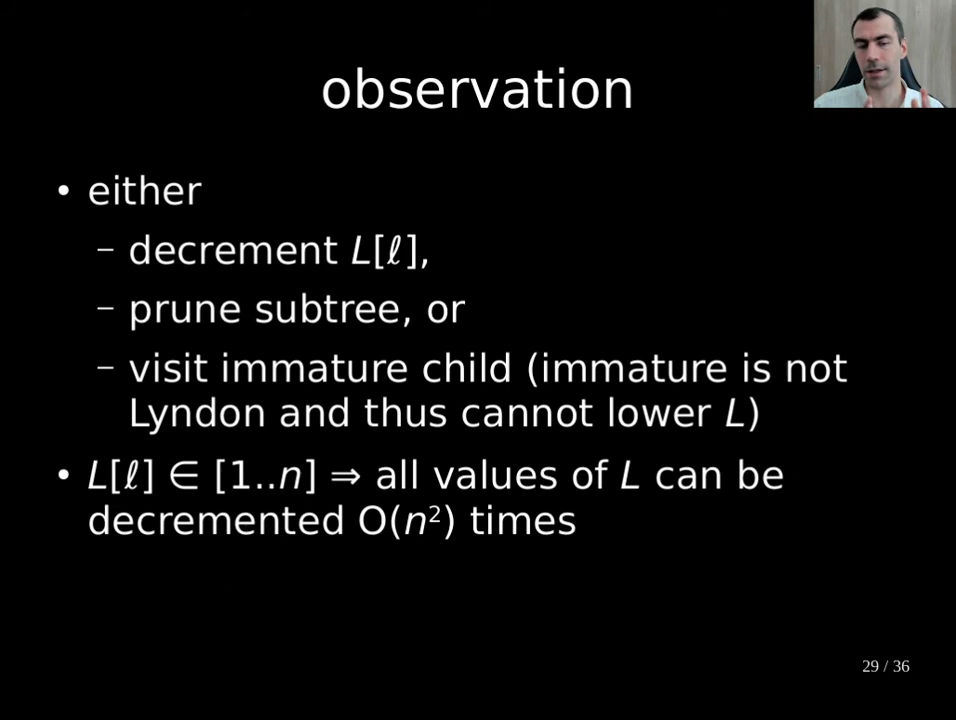 observation
• either
– decrement L[ℓ],
– prune subtree, or
– visit immature child (immature is not
Lyndon and thus cannot lower L)
• L[ℓ] ∈ [1..n] ⇒ all values of L can be
decremented O(n²) times
29 / 36